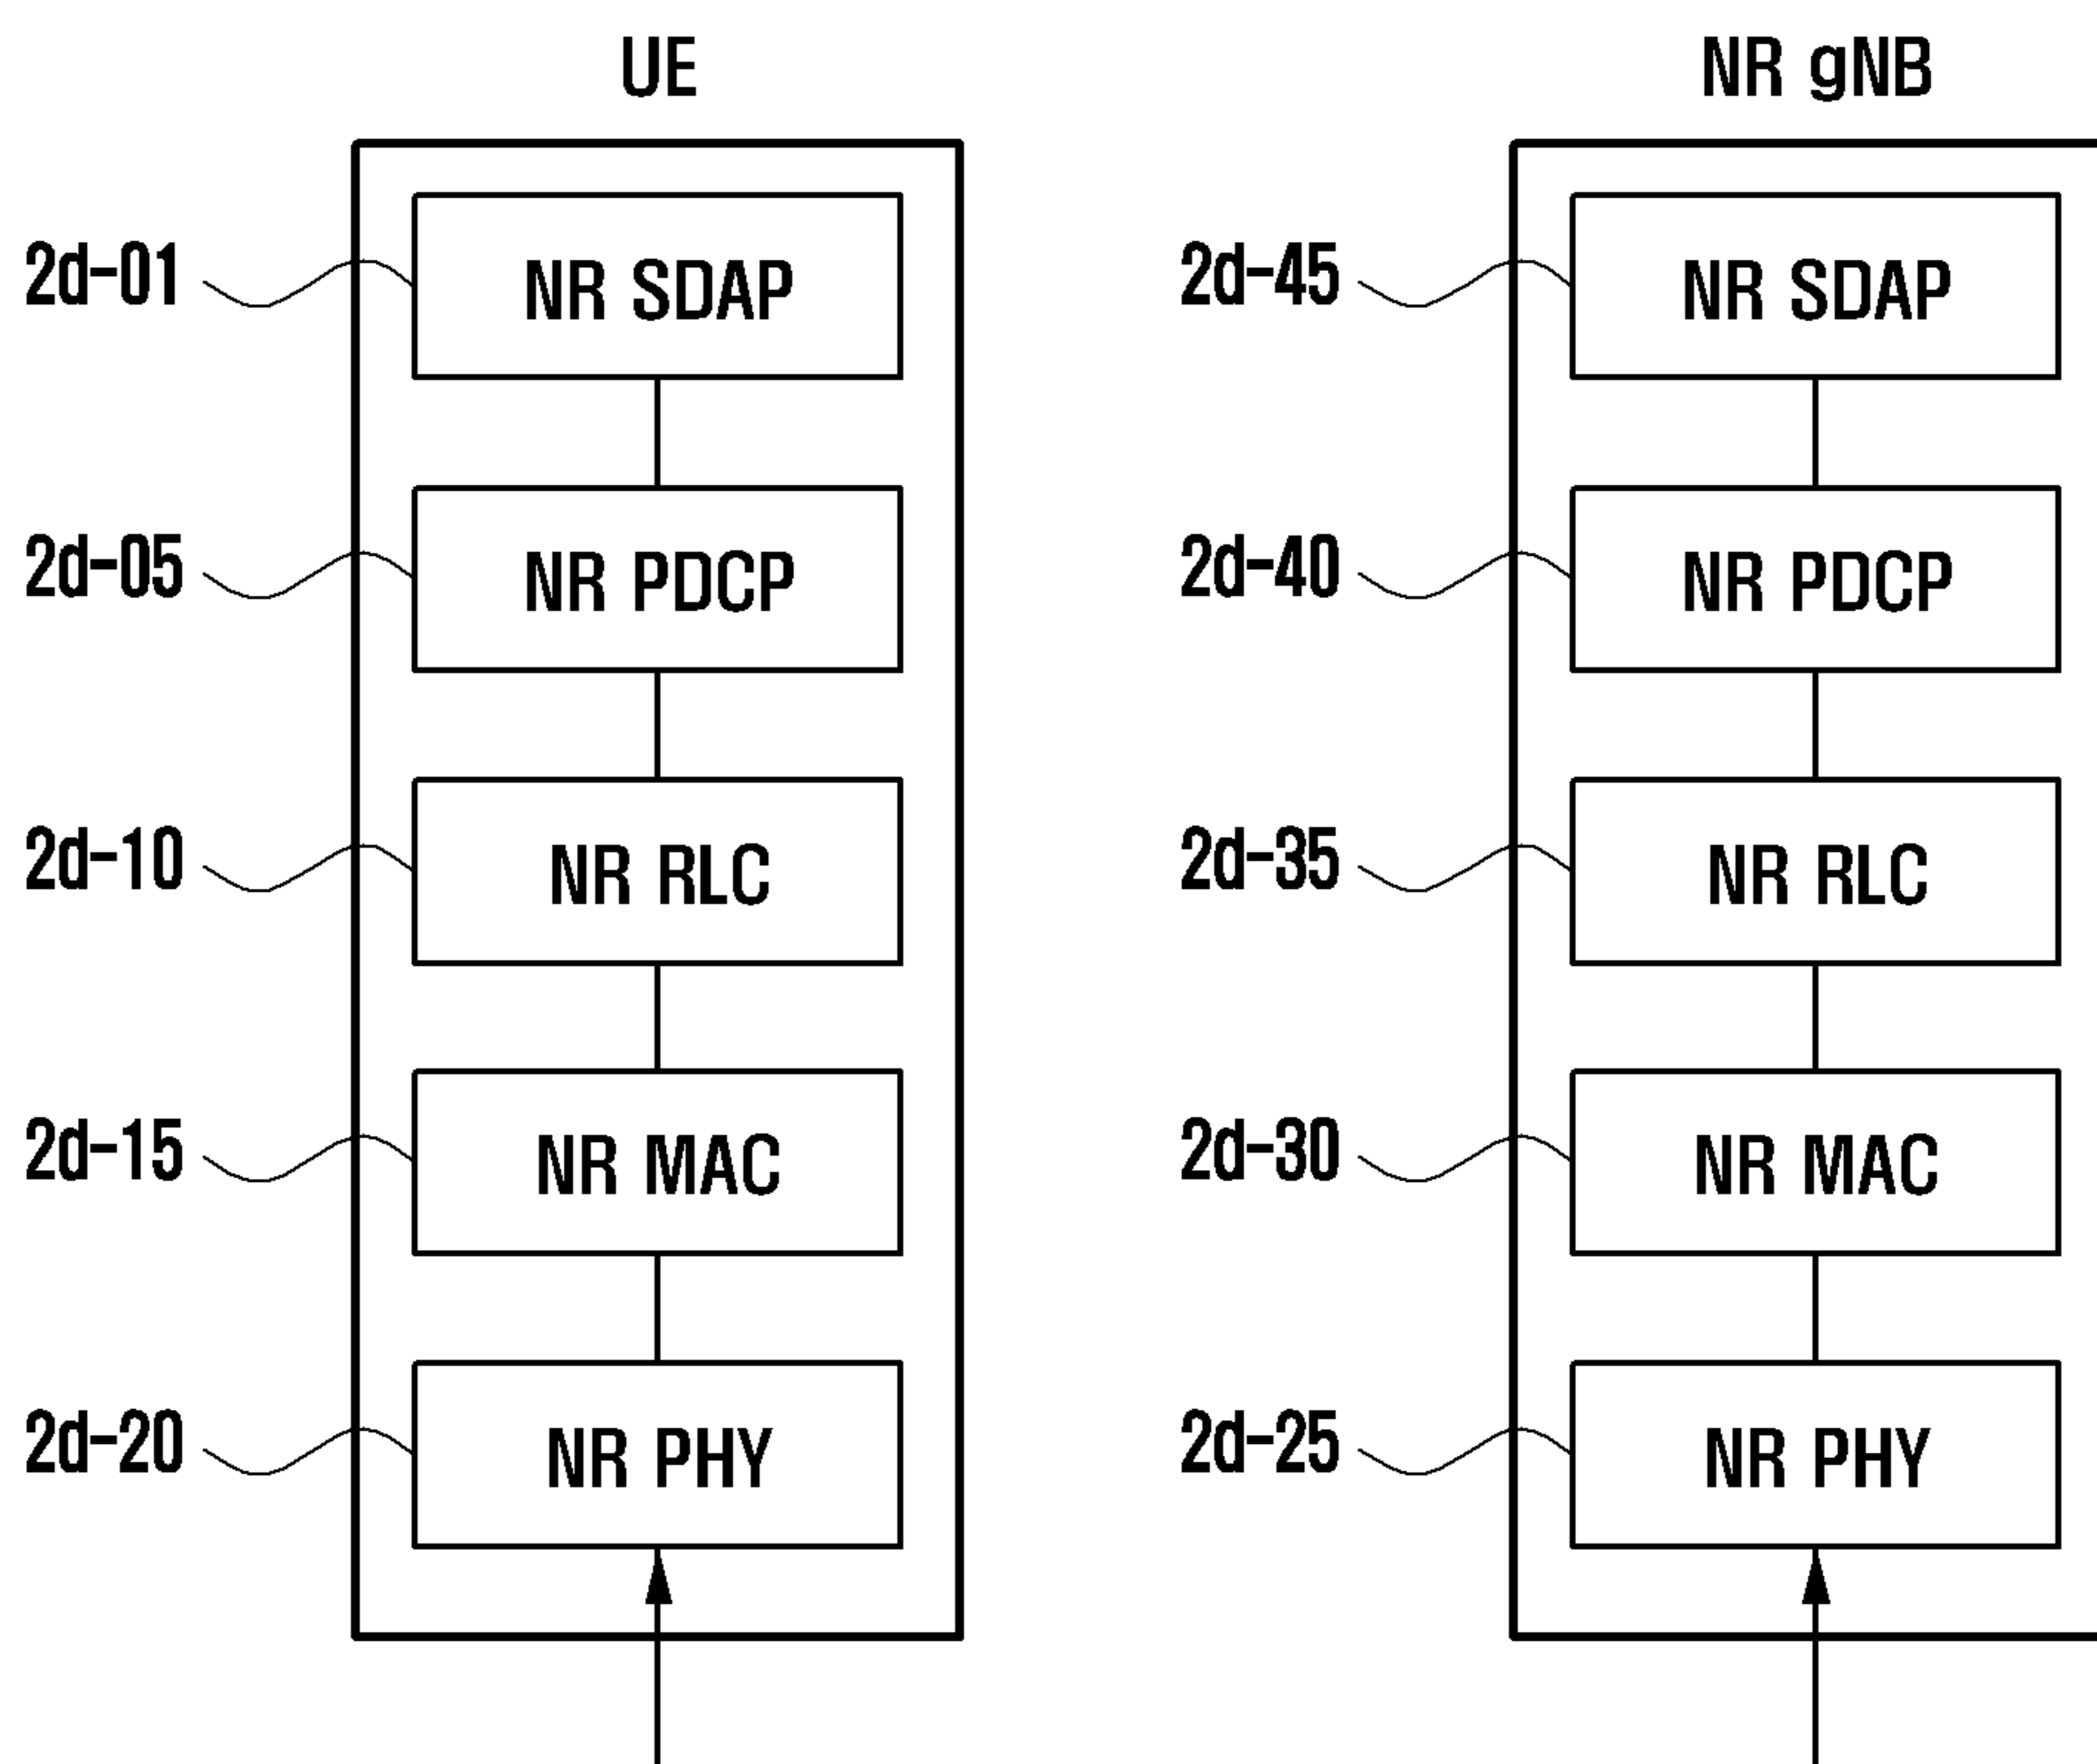 UE
NR gNB
2d-01
NR SDAP
2d-45
NR SDAP
2d-05
NR PDCP
2d-40
NR PDCP
2d-10
NR RLC
2d-35
NR RLC
2d-15
NR MAC
2d-30
NR MAC
2d-20
NR PHY
2d-25
NR PHY